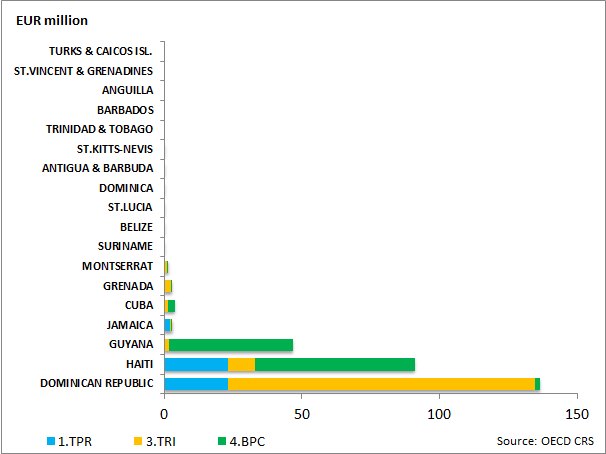 EUR million
TURKS & CAICOS ISL.
ST.VINCENT & GRENADINES
ANGUILLA
BARBADOS
TRINIDAD & TOBAGO
ST.KITTS-NEVIS
ANTIGUA & BARBUDA
DOMINICA
ST.LUCIA
BELIZE
SURINAME
MONTSERRAT
GRENADA
CUBA
JAMAICA
GUYANA
HAITI
DOMINICAN REPUBLIC
0 50 100 150
1.TPR 3.TRI 4.BPC Source: OECD CRS